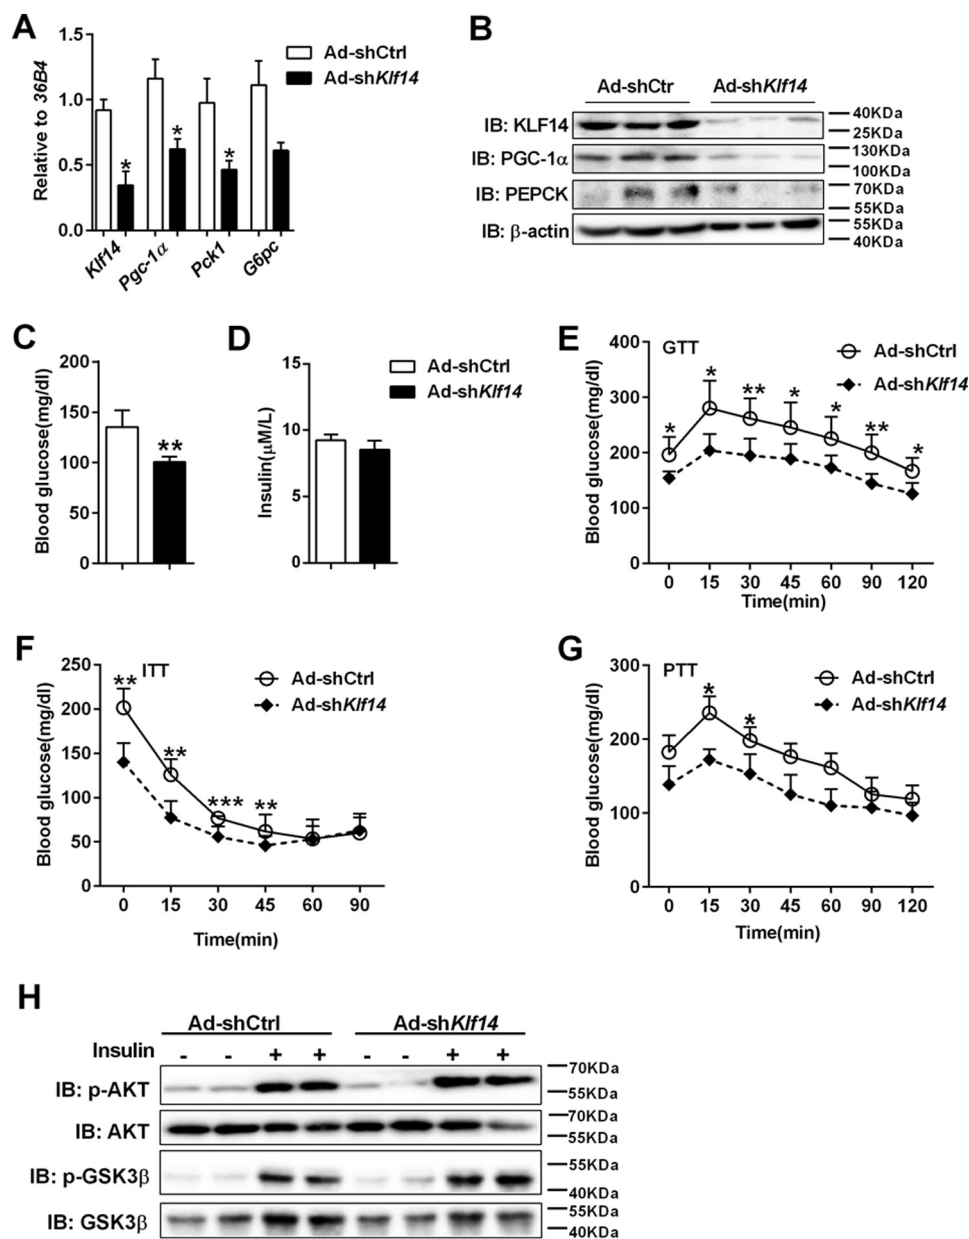 A
1.5
1.0
0.5
0.0
Relative to 36B4
Ad-shCtrl
Ad-shKlf14
*
*
*
Klf14
Pgc-1α
Pck1
G6pc
B
Ad-shCtr
Ad-shKlf14
IB: KLF14
40KDa
25KDa
IB: PGC-1α
130KDa
100KDa
IB: PEPCK
70KDa
55KDa
IB: β-actin
55KDa
40KDa
C
200
150
100
50
0
Blood glucose(mg/dl)
**
D
15
10
5
0
Insulin(μM/L)
Ad-shCtrl
Ad-shKlf14
E
GTT
400
300
200
100
0
Blood glucose(mg/dl)
Ad-shCtrl
Ad-shKlf14
* * ** * * ** *
0 15 30 45 60 90 120
Time(min)
F
ITT
250
200
150
100
50
0
Blood glucose(mg/dl)
Ad-shCtrl
Ad-shKlf14
** ** *** **
0 15 30 45 60 90
Time(min)
G
PTT
300
200
100
0
Blood glucose(mg/dl)
Ad-shCtrl
Ad-shKlf14
* *
0 15 30 45 60 90 120
Time(min)
H
Ad-shCtrl
Ad-shKlf14
Insulin - - + + - - + +
IB: p-AKT
70KDa
55KDa
IB: AKT
70KDa
55KDa
IB: p-GSK3β
55KDa
40KDa
IB: GSK3β
55KDa
40KDa